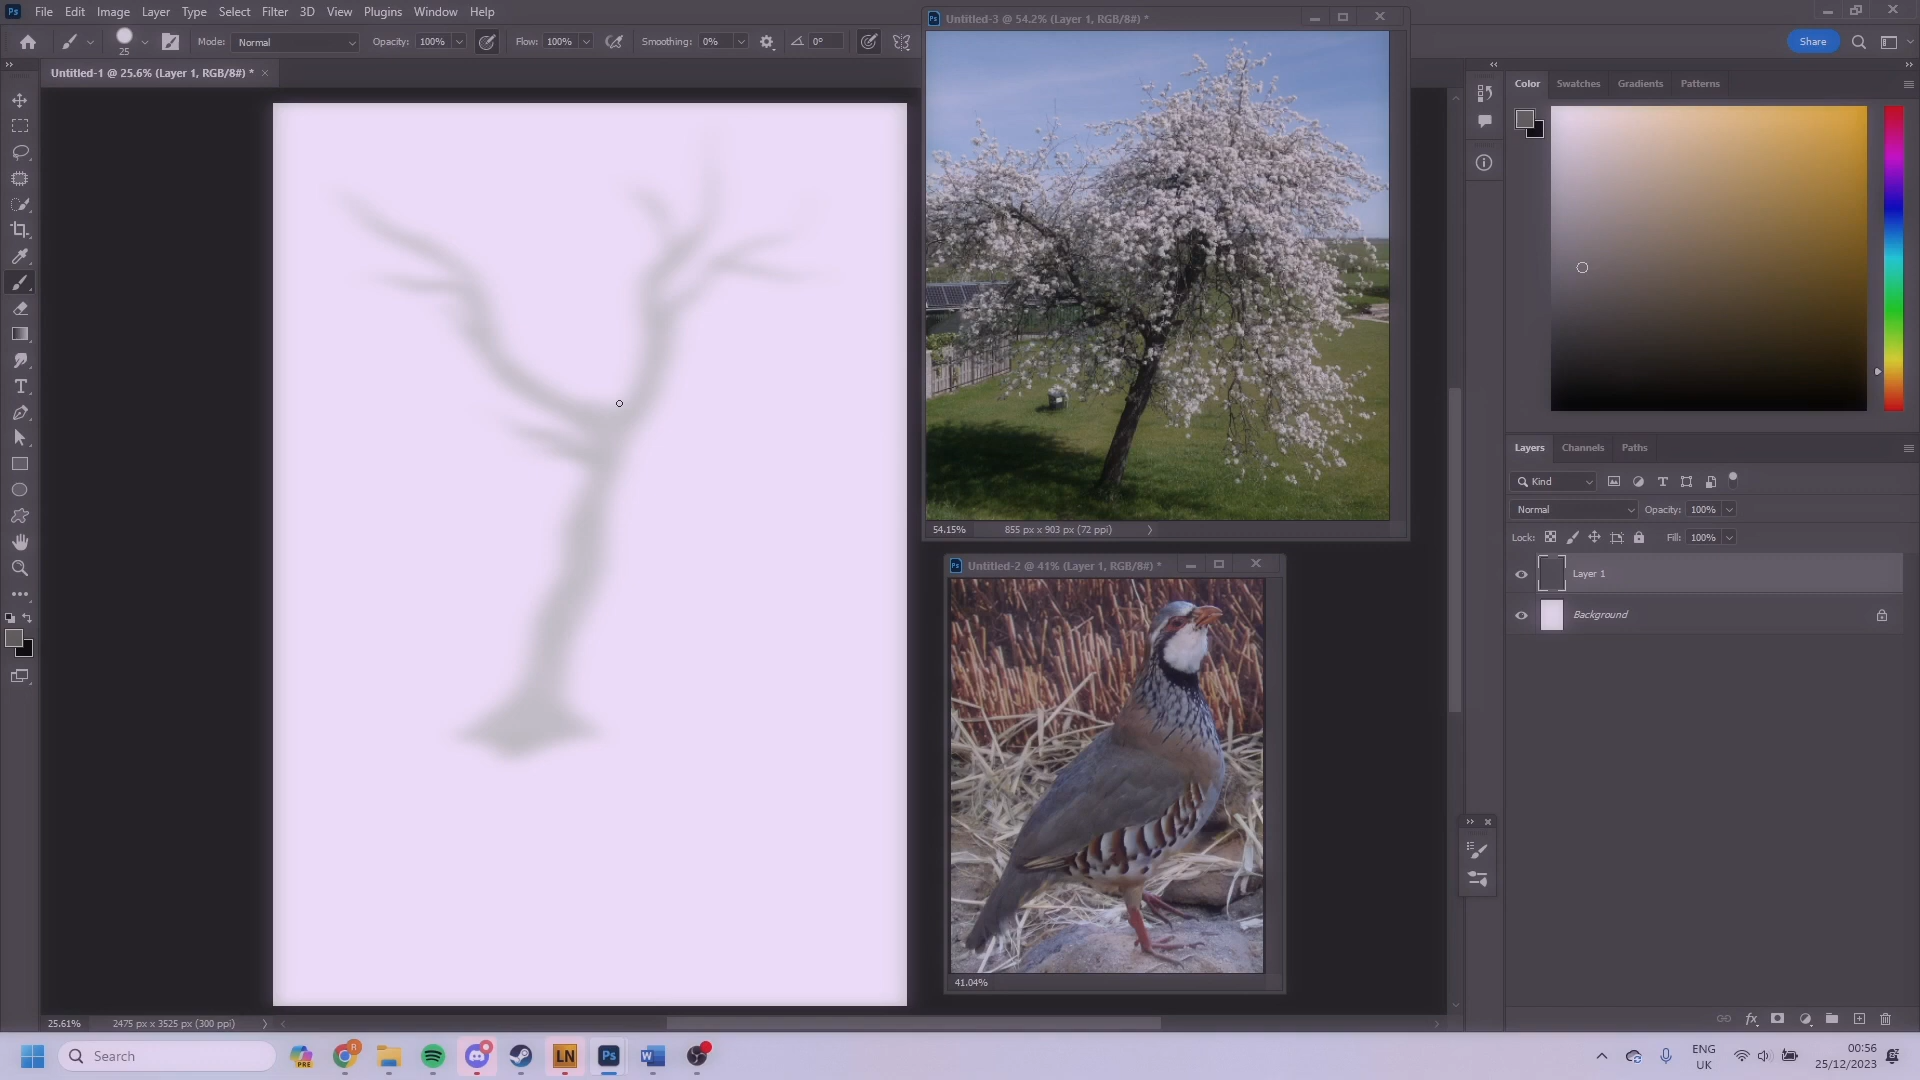 File Edit Image Layer Type Select Filter 3D View Plugins Window Help
25 Mode: Normal Opacity: 100% Flow: 100% Smoothing: 0% 0° Share
Untitled-1 @ 25.6% (Layer 1, RGB/8#) *
Untitled-3 @ 54.2% (Layer 1, RGB/8#) *
54.15% 855 px x 903 px (72 ppi)
Untitled-2 @ 41% (Layer 1, RGB/8#) *
41.04%
25.61% 2475 px x 3525 px (300 ppi)
Color Swatches Gradients Patterns
Layers Channels Paths
Kind
Normal Opacity: 100%
Lock: Fill: 100%
Layer 1
Background
Search
PRE
R
LN
Ps
W
ENG
UK
00:56
25/12/2023